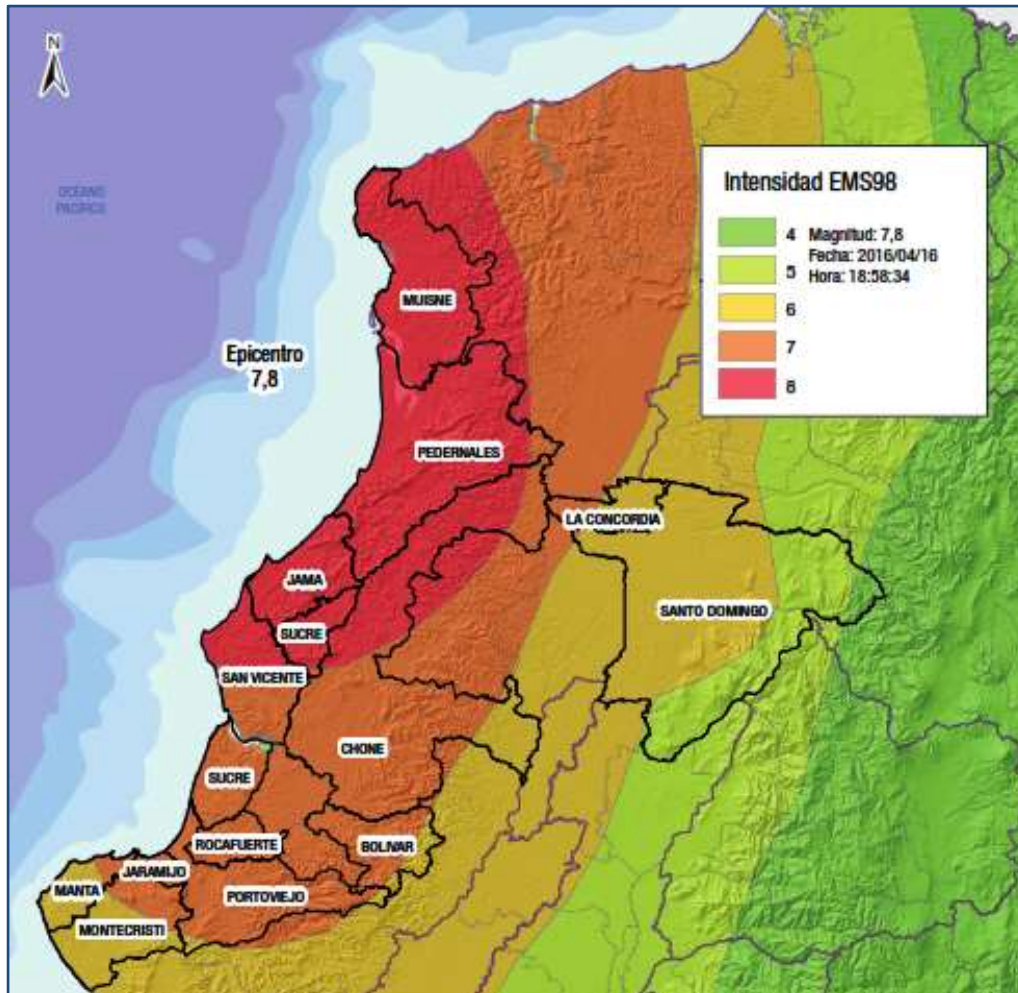 N
OCÉANO
PACÍFICO
Intensidad EMS98
4 Magnitud: 7,8
Fecha: 2016/04/16
5 Hora: 18:58:34
6
7
8
MUISNE
Epicentro
7,8
PEDERNALES
LA CONCORDIA
JAMA
SANTO DOMINGO
SUCRE
SAN VICENTE
CHONE
SUCRE
ROCAFUERTE
BOLIVAR
JARAMIJO
MANTA
PORTOVIEJO
MONTECRISTI